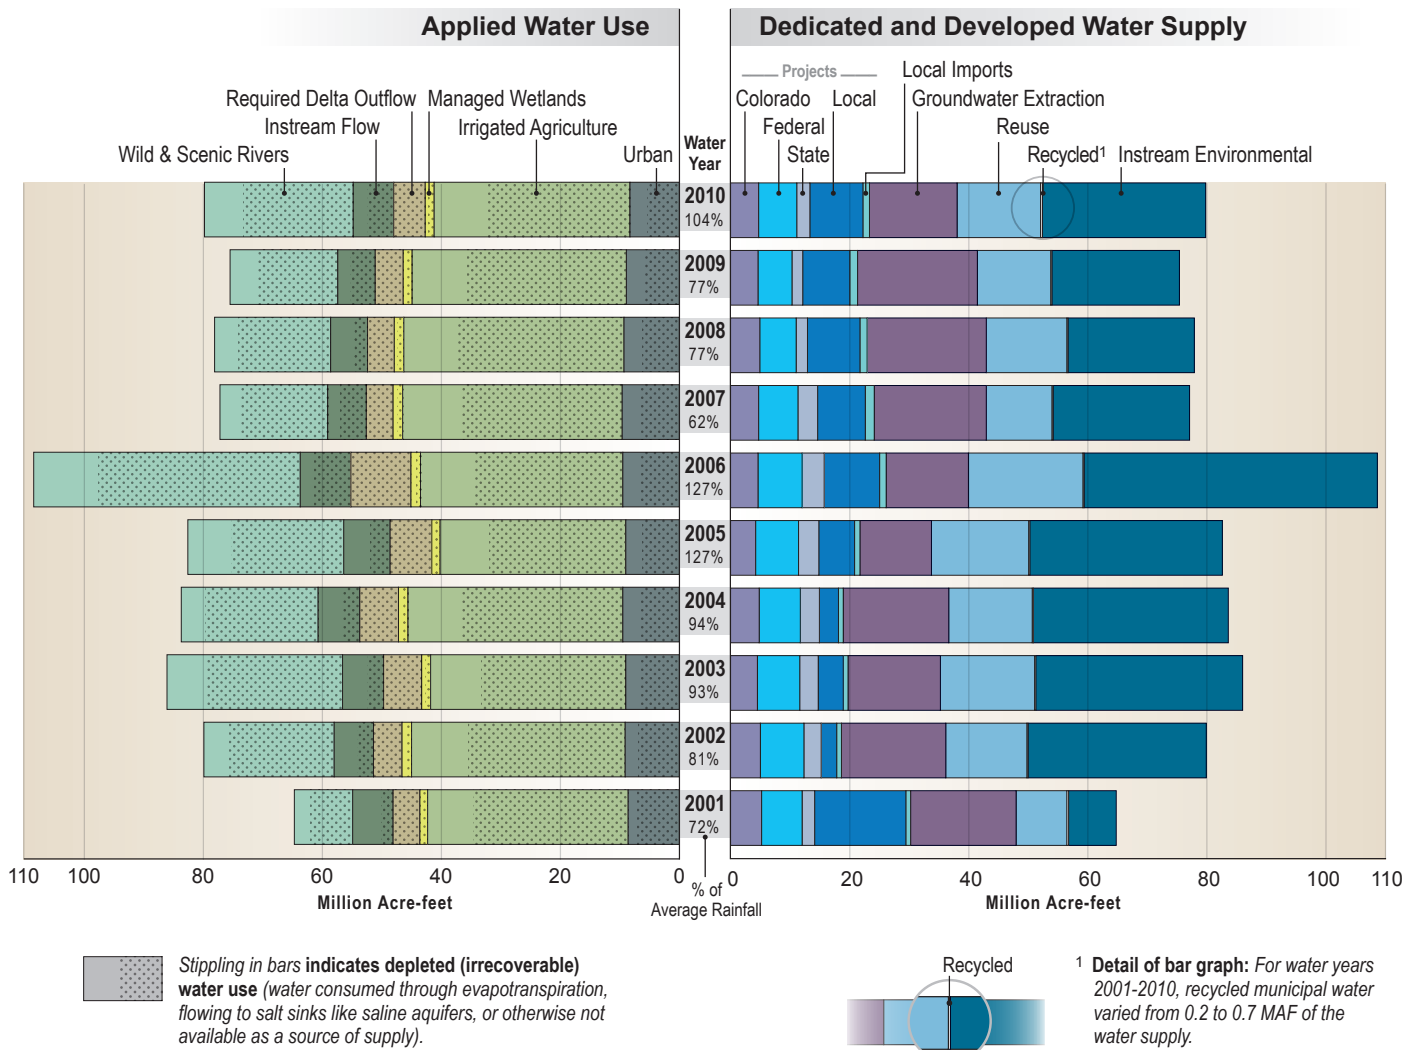 Applied Water Use
Dedicated and Developed Water Supply
Projects
Local Imports
Required Delta Outflow
Managed Wetlands
Colorado
Local
Groundwater Extraction
Instream Flow
Irrigated Agriculture
Federal
Reuse
Wild & Scenic Rivers
Urban
Water
Year
State
Recycled¹
Instream Environmental
2010
104%
2009
77%
2008
77%
2007
62%
2006
127%
2005
127%
2004
94%
2003
93%
2002
81%
2001
72%
110 100 80 60 40 20 0
0 20 40 60 80 100 110
Million Acre-feet
% of
Average Rainfall
Million Acre-feet
Stippling in bars indicates depleted (irrecoverable)
water use (water consumed through evapotranspiration,
flowing to salt sinks like saline aquifers, or otherwise not
available as a source of supply).
Recycled
¹ Detail of bar graph: For water years
2001-2010, recycled municipal water
varied from 0.2 to 0.7 MAF of the
water supply.